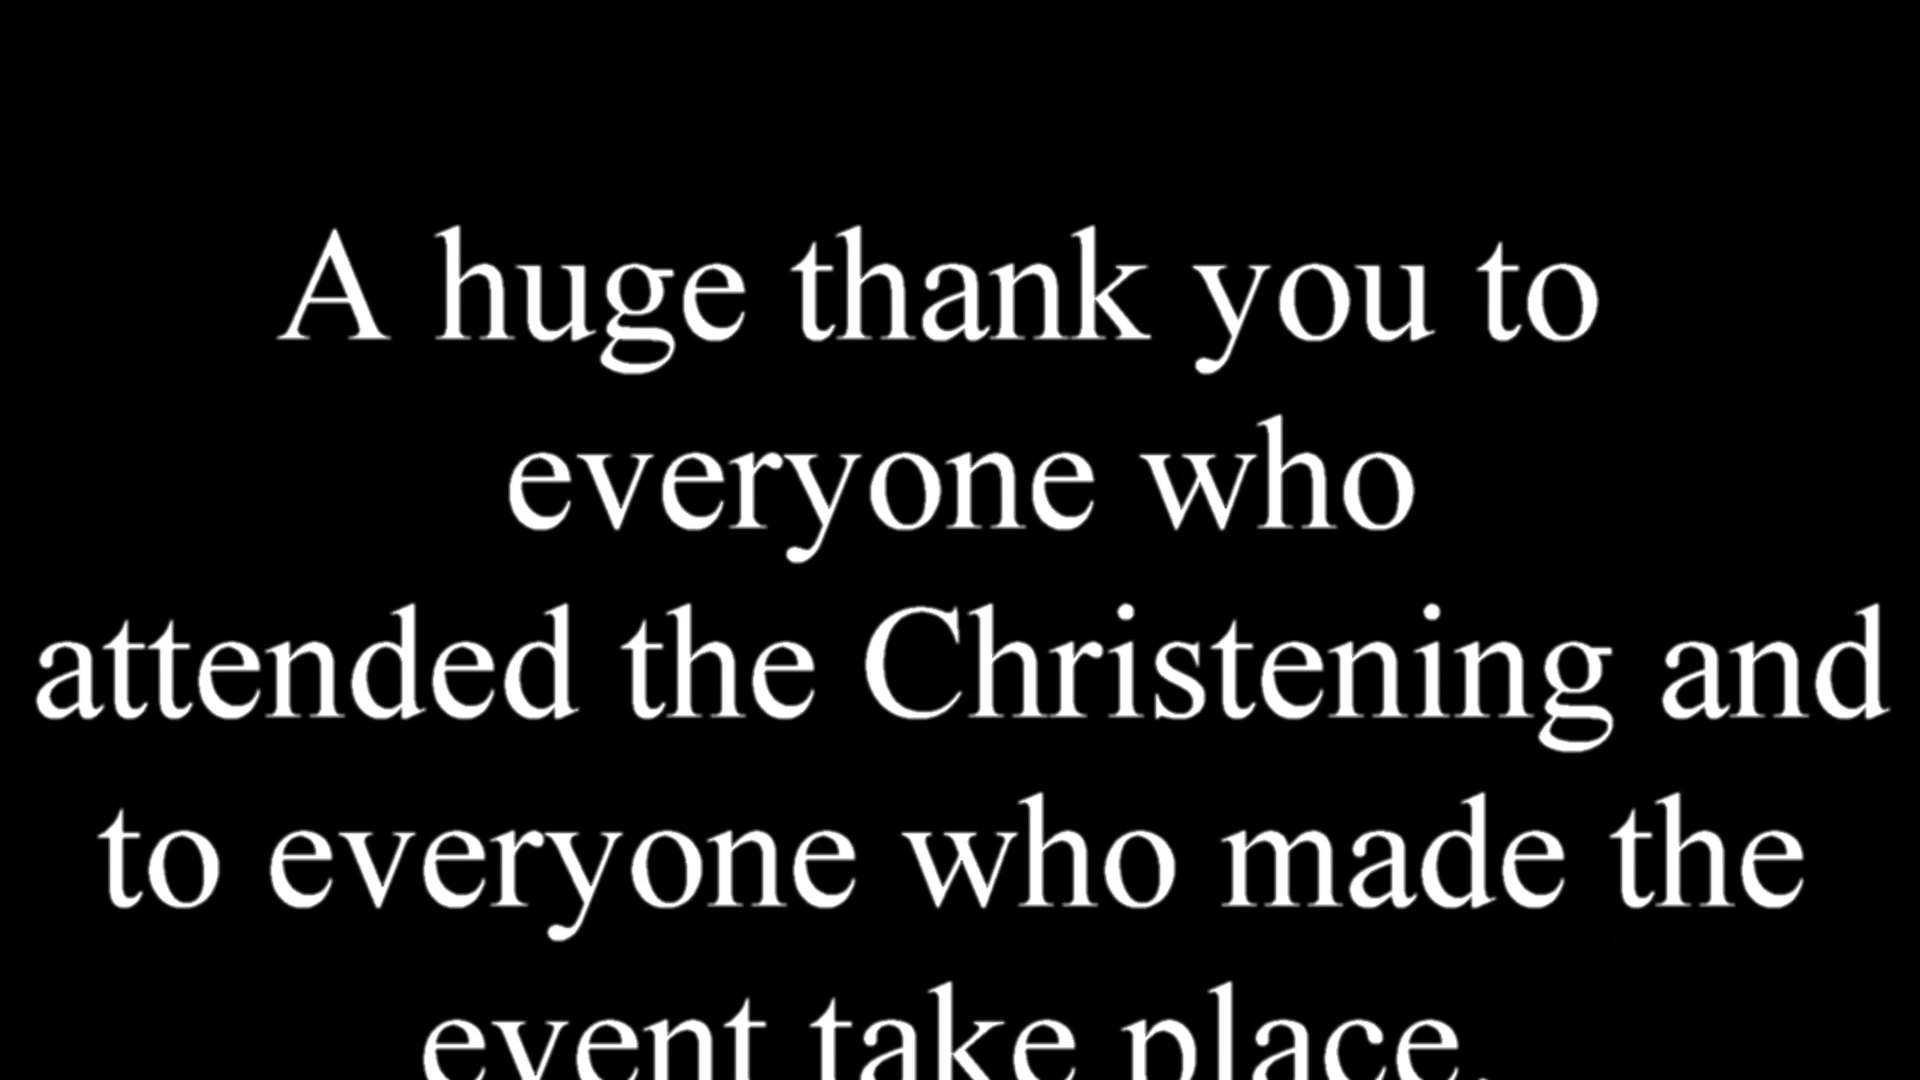 A huge thank you to
everyone who
attended the Christening and
to everyone who made the
event take place.